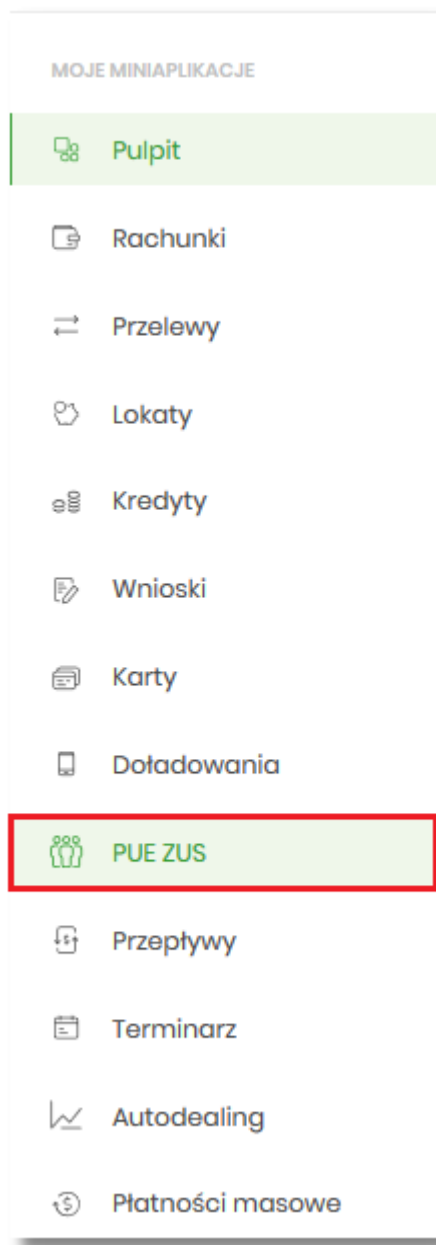 MOJE MINIAPLIKACJE
Pulpit
Rachunki
Przelewy
Lokaty
Kredyty
Wnioski
Karty
Doładowania
PUE ZUS
Przepływy
Terminarz
Autodealing
Płatności masowe